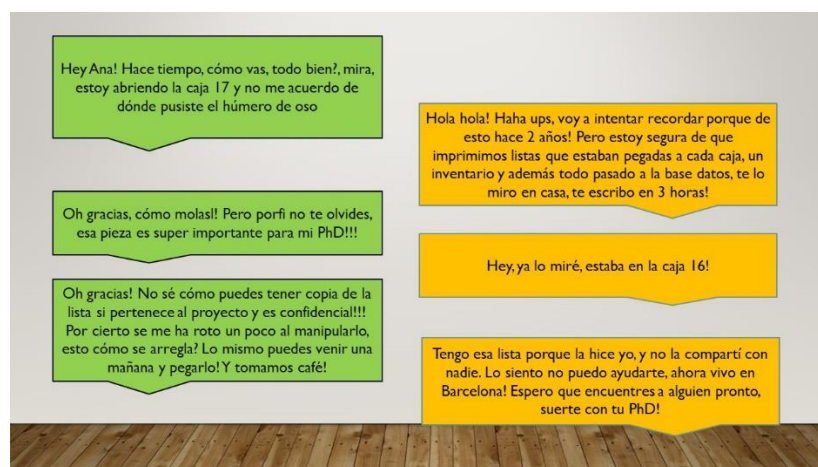 Hey Ana! Hace tiempo, cómo vas, todo bien?, mira,
estoy abriendo la caja 17 y no me acuerdo de
dónde pusiste el húmero de oso
Hola hola! Haha ups, voy a intentar recordar porque de
esto hace 2 años! Pero estoy segura de que
imprimimos listas que estaban pegadas a cada caja, un
inventario y además todo pasado a la base datos, te lo
miro en casa, te escribo en 3 horas!
Oh gracias, cómo molasl! Pero porfi no te olvides,
esa pieza es super importante para mi PhD!!!
Hey, ya lo miré, estaba en la caja 16!
Oh gracias! No sé cómo puedes tener copia de la
lista si pertenece al proyecto y es confidencial!!!
Por cierto se me ha roto un poco al manipularlo,
esto cómo se arregla? Lo mismo puedes venir una
mañana y pegarlo! Y tomamos café!
Tengo esa lista porque la hice yo, y no la compartí con
nadie. Lo siento no puedo ayudarte, ahora vivo en
Barcelona! Espero que encuentres a alguien pronto,
suerte con tu PhD!